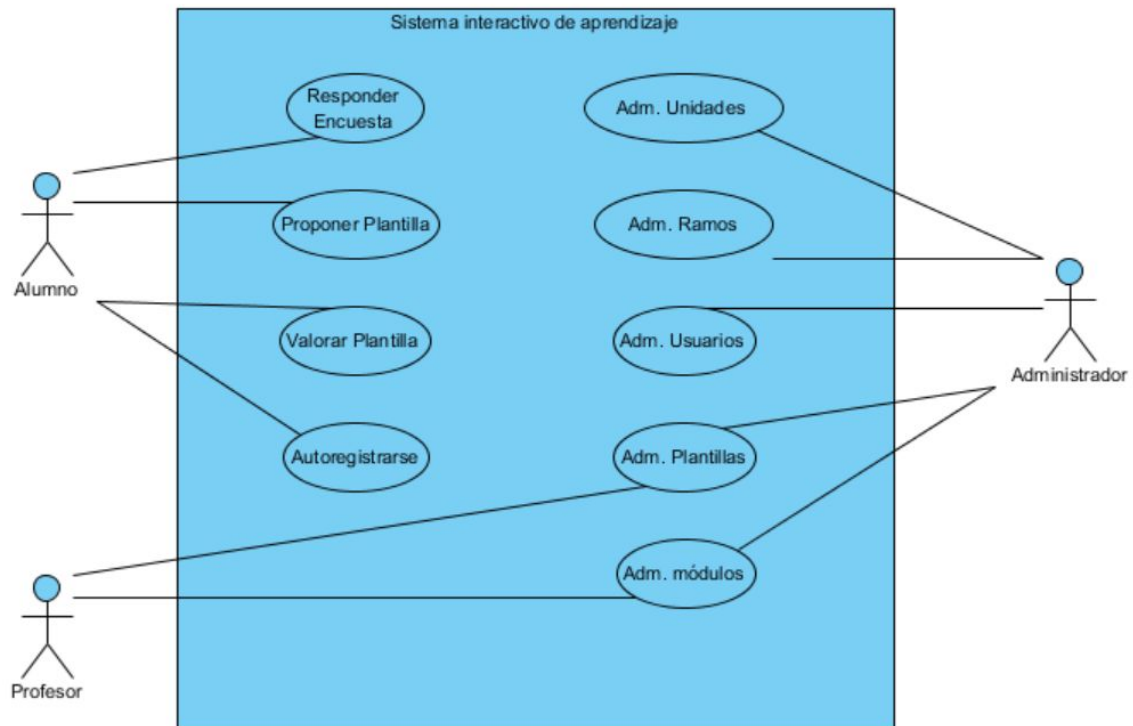 Sistema interactivo de aprendizaje
Responder
Encuesta
Adm. Unidades
Proponer Plantilla
Adm. Ramos
Alumno
Valorar Plantilla
Adm. Usuarios
Administrador
Autoregistrarse
Adm. Plantillas
Adm. módulos
Profesor